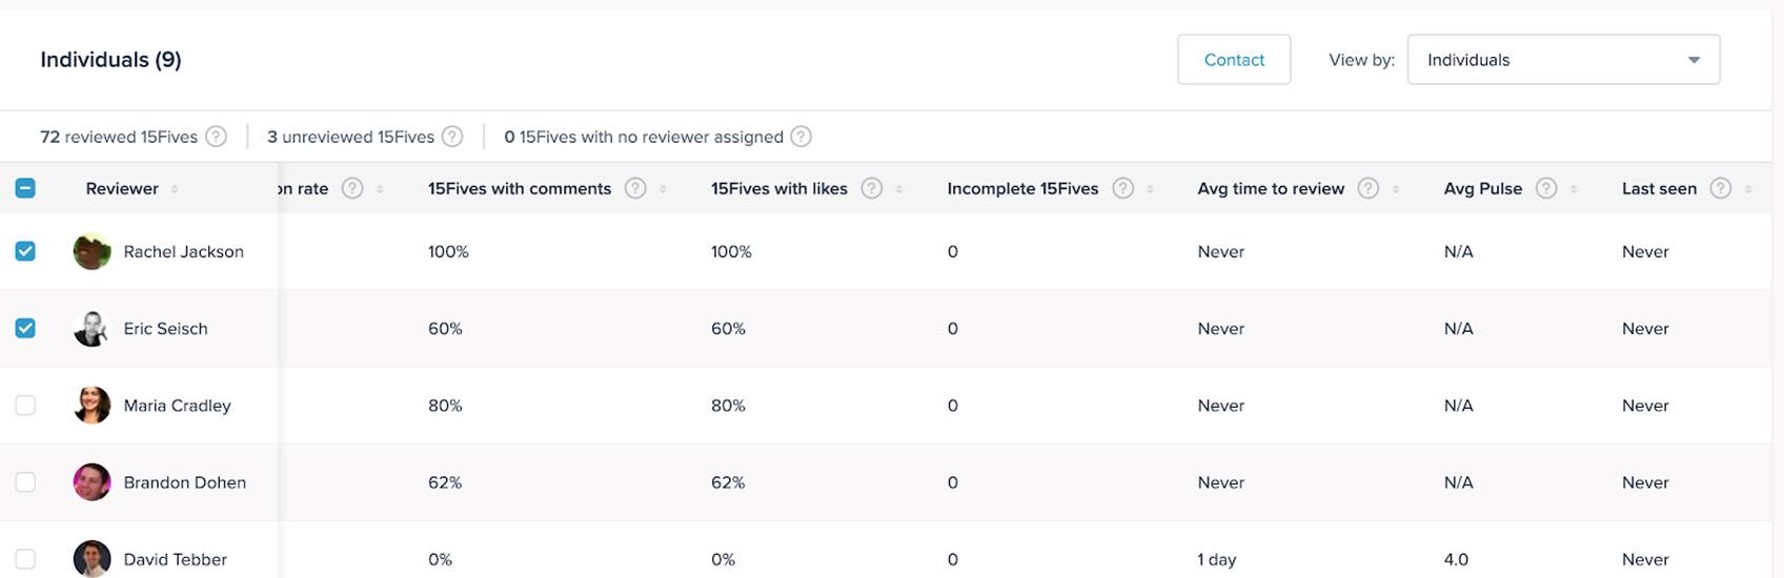 Individuals (9) Contact View by: Individuals
72 reviewed 15Fives ? 3 unreviewed 15Fives ? 0 15Fives with no reviewer assigned ?
Reviewer on rate ? 15Fives with comments ? 15Fives with likes ? Incomplete 15Fives ? Avg time to review ? Avg Pulse ? Last seen ?
Rachel Jackson 100% 100% 0 Never N/A Never
Eric Seisch 60% 60% 0 Never N/A Never
Maria Cradley 80% 80% 0 Never N/A Never
Brandon Dohen 62% 62% 0 Never N/A Never
David Tebber 0% 0% 0 1 day 4.0 Never